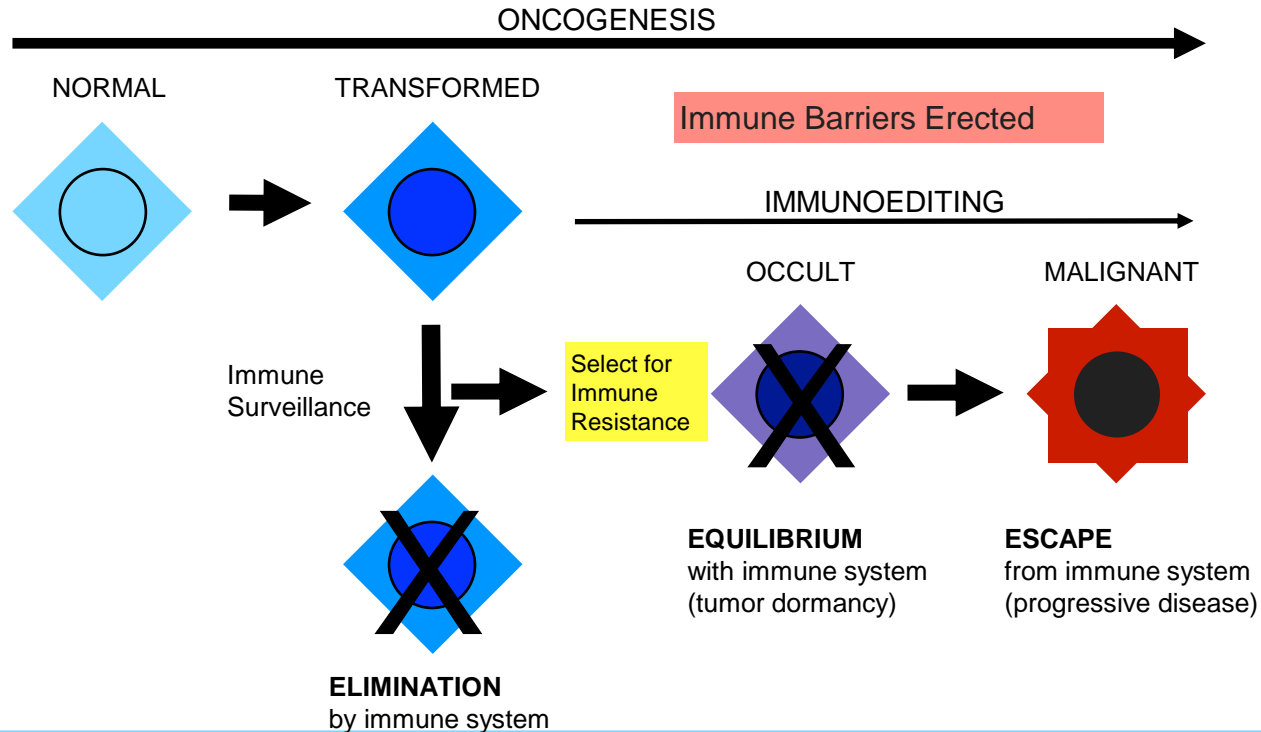 ONCOGENESIS
NORMAL
TRANSFORMED
Immune Barriers Erected
IMMUNOEDITING
OCCULT
MALIGNANT
Immune
Surveillance
Select for
Immune
Resistance
EQUILIBRIUM
with immune system
(tumor dormancy)
ESCAPE
from immune system
(progressive disease)
ELIMINATION
by immune system